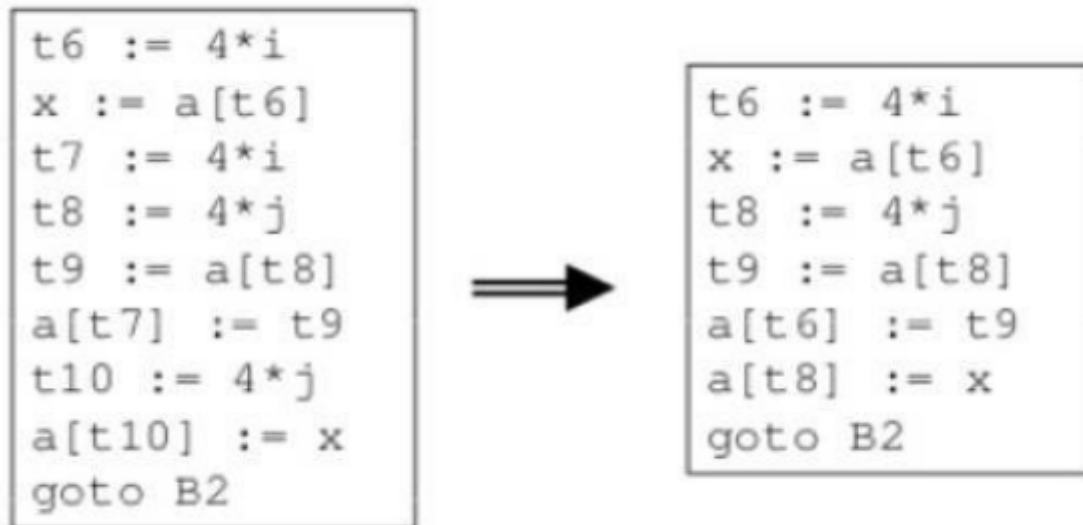 t6 := 4*i
x := a[t6]
t7 := 4*i
t8 := 4*j
t9 := a[t8]
a[t7] := t9
t10 := 4*j
a[t10] := x
goto B2
t6 := 4*i
x := a[t6]
t8 := 4*j
t9 := a[t8]
a[t6] := t9
a[t8] := x
goto B2